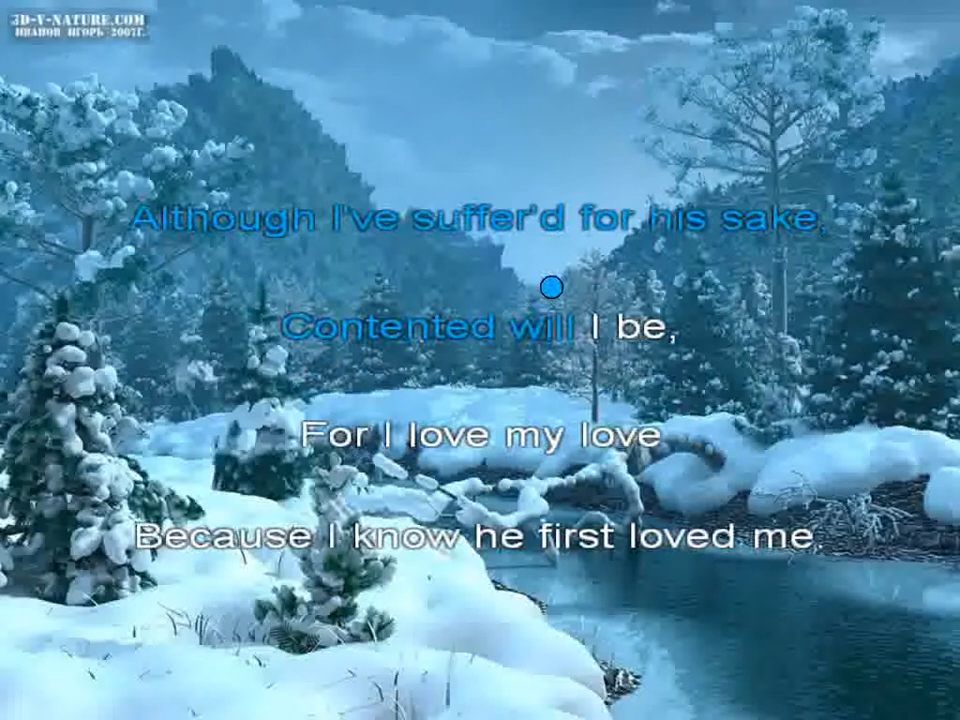 3D-V-NATURE.COM
ИВАНОВ ИГОРЬ 2007Г.
Although I've suffer'd for his sake,
Contented will I be,
For I love my love
Because I know he first loved me.